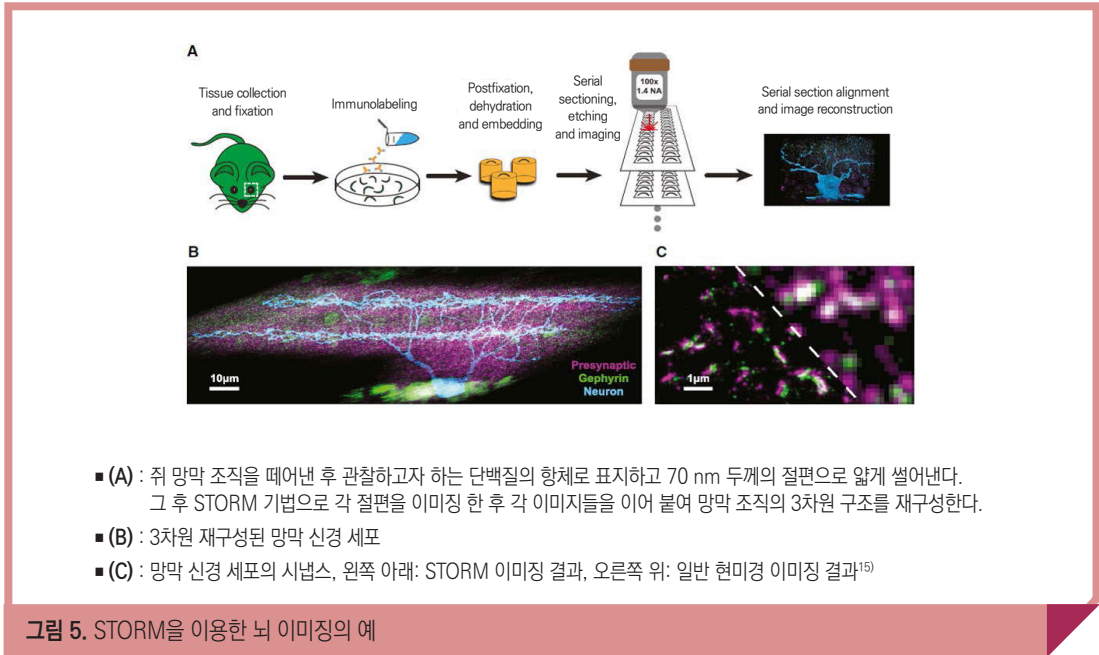 A
Tissue collection
and fixation
Immunolabeling
Postfixation,
dehydration
and embedding
Serial
sectioning,
etching
and imaging
100x
1.4 NA
Serial section alignment
and image reconstruction
B
10μm
Presynaptic
Gephyrin
Neuron
C
1μm
■ (A) : 쥐 망막 조직을 떼어낸 후 관찰하고자 하는 단백질의 항체로 표지하고 70 nm 두께의 절편으로 얇게 썰어낸다.
그 후 STORM 기법으로 각 절편을 이미징 한 후 각 이미지들을 이어 붙여 망막 조직의 3차원 구조를 재구성한다.
■ (B) : 3차원 재구성된 망막 신경 세포
■ (C) : 망막 신경 세포의 시냅스, 왼쪽 아래: STORM 이미징 결과, 오른쪽 위: 일반 현미경 이미징 결과15)
그림 5. STORM을 이용한 뇌 이미징의 예